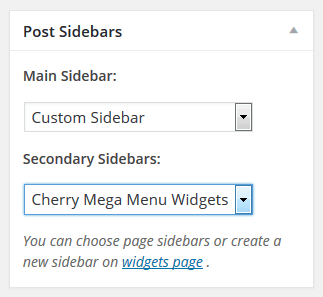 Post Sidebars
Main Sidebar:
Custom Sidebar
Secondary Sidebars:
Cherry Mega Menu Widgets
You can choose page sidebars or create a
new sidebar on widgets page .